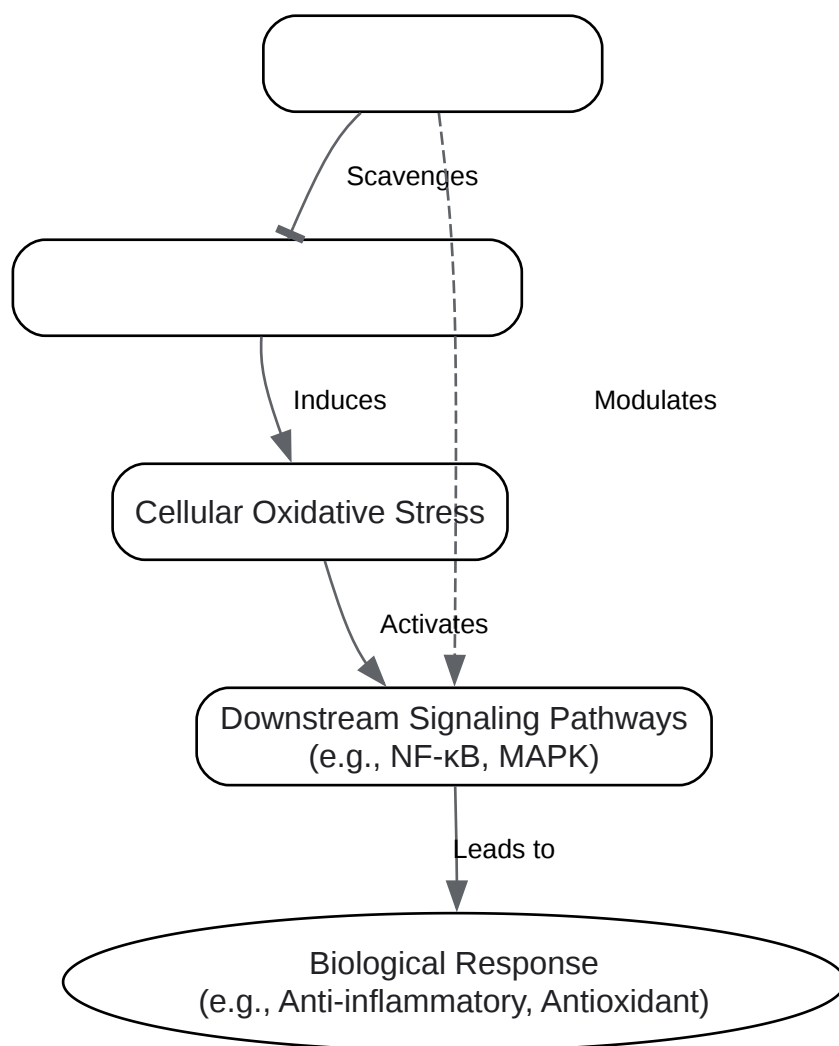 Scavenges
Induces
Modulates
Cellular Oxidative Stress
Activates
Downstream Signaling Pathways
(e.g., NF-κB, MAPK)
Leads to
Biological Response
(e.g., Anti-inflammatory, Antioxidant)